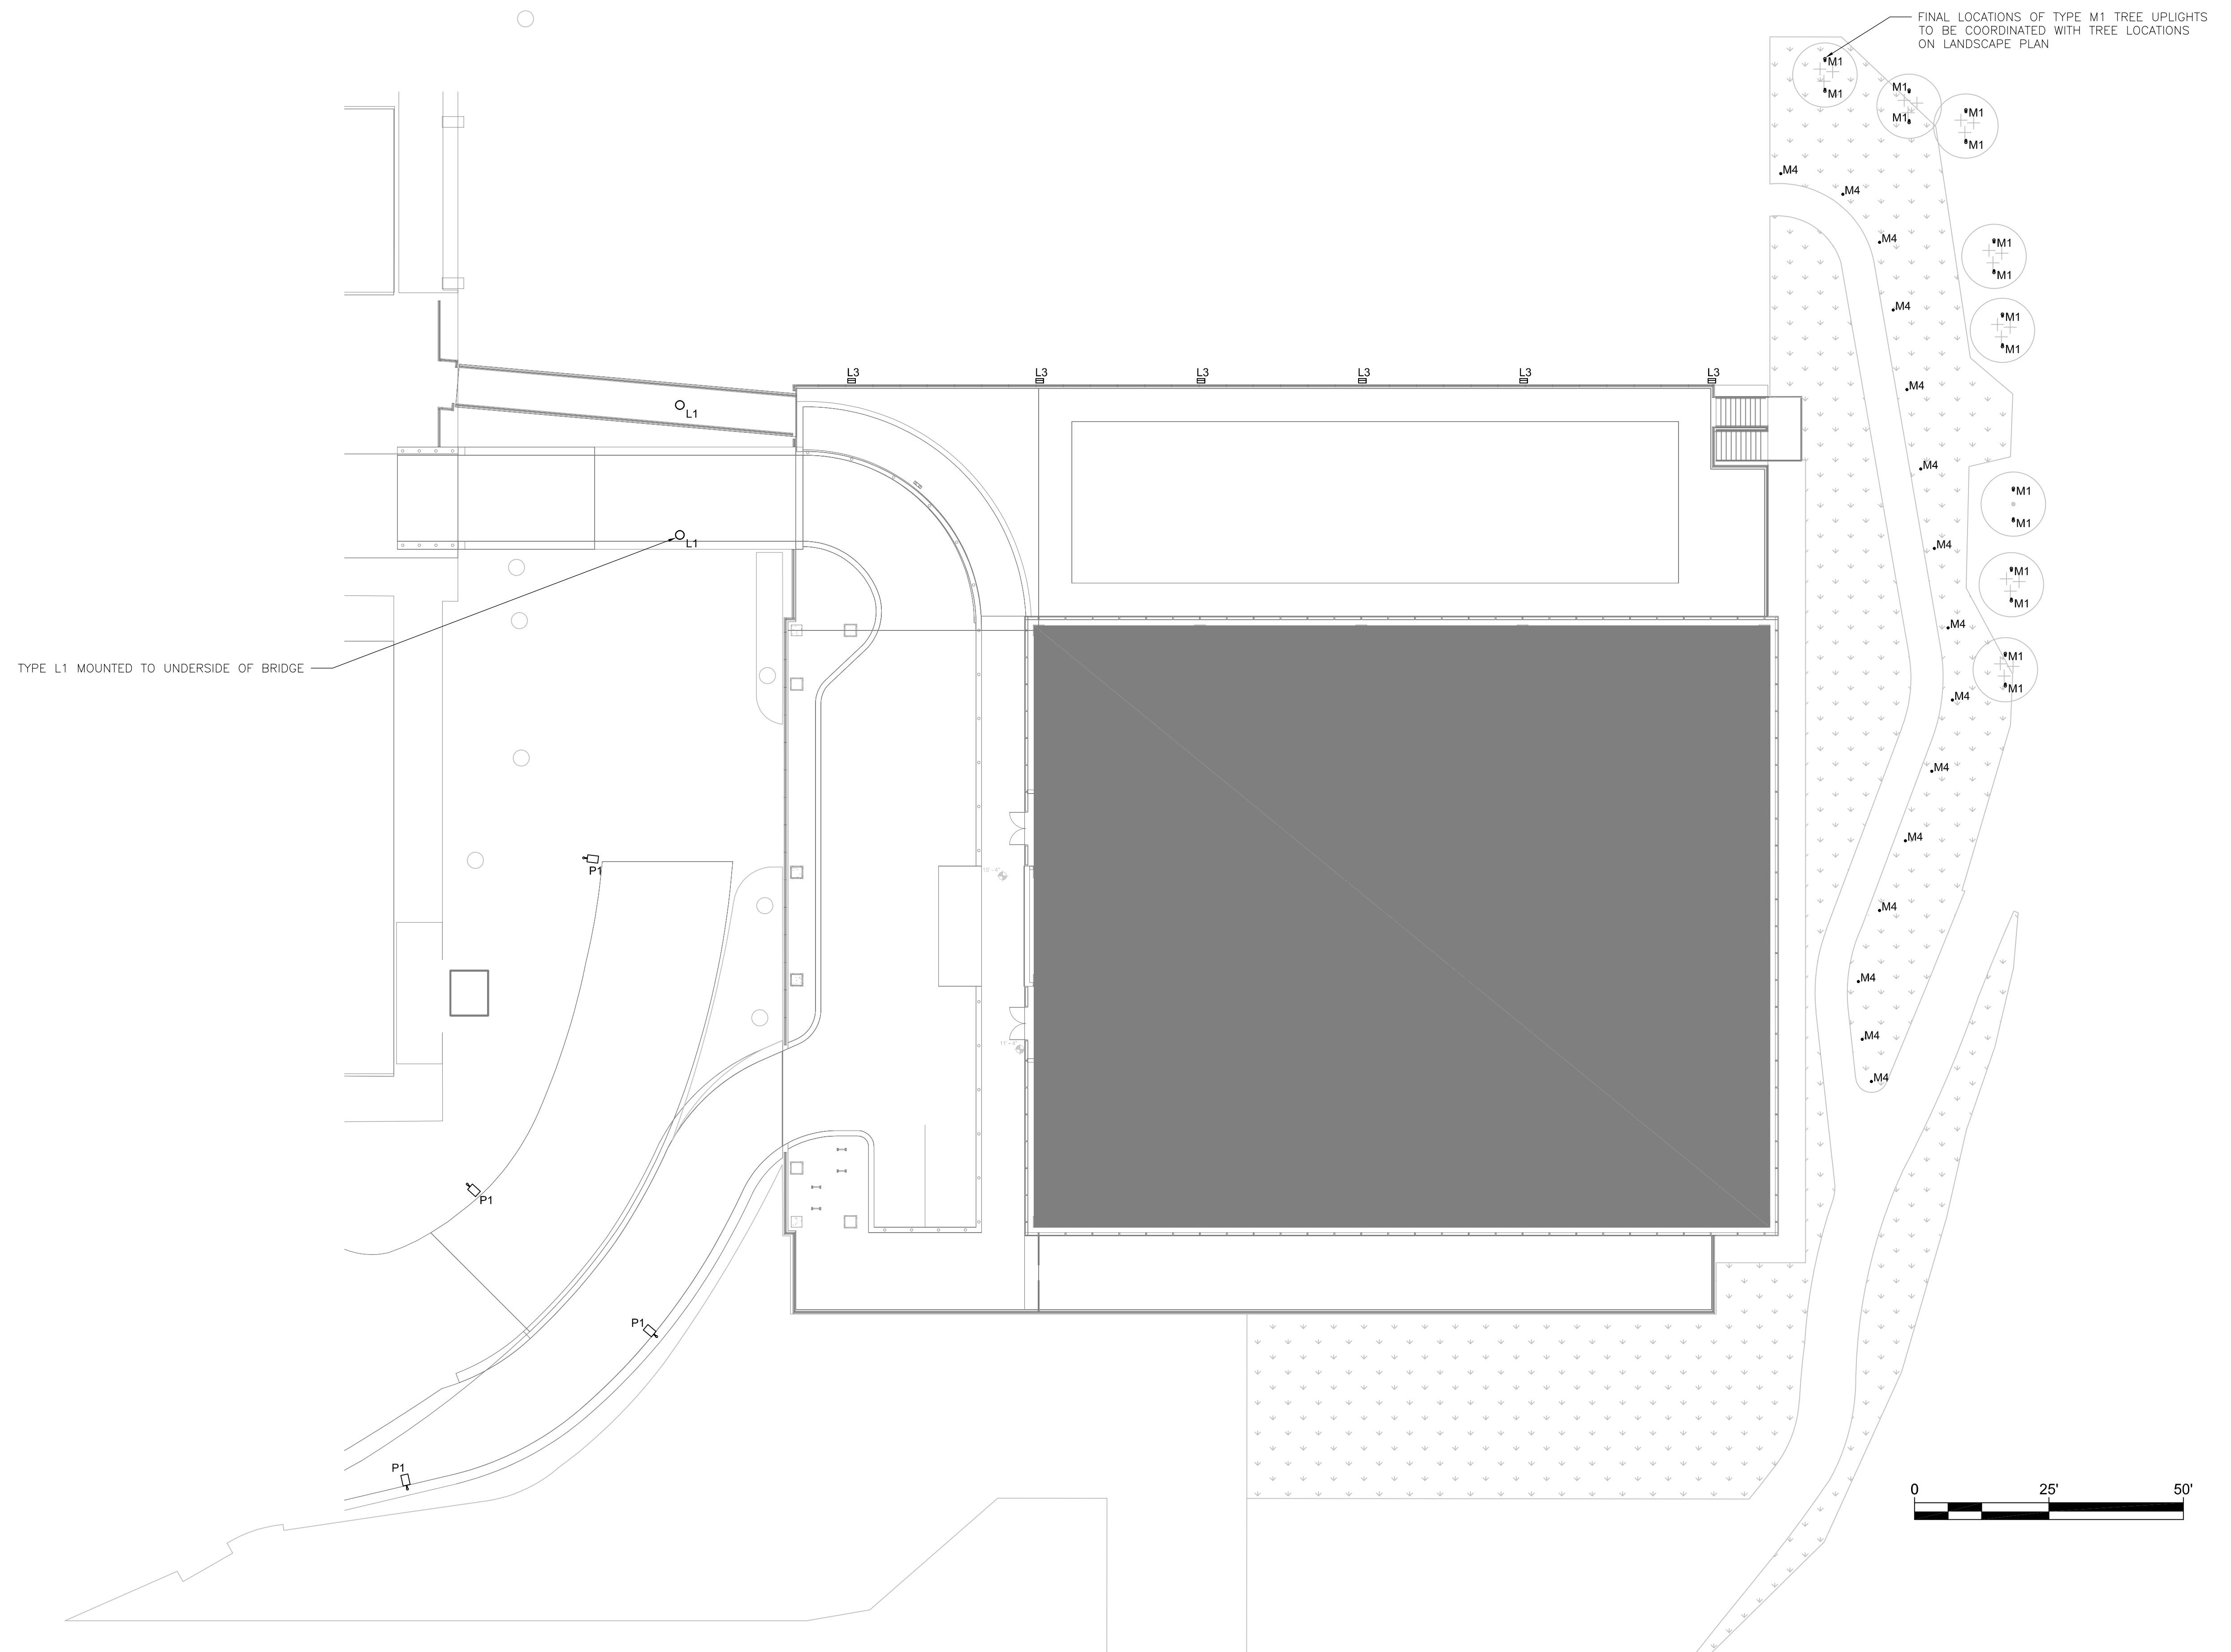 FINAL LOCATIONS OF TYPE M1 TREE UPLIGHTS
TO BE COORDINATED WITH TREE LOCATIONS
ON LANDSCAPE PLAN
M1
M1
M1
M1
M1
M1
M4
M4
M4
M1
M1
M4
M1
M1
L3
L3
L3
L3
L3
L3
M4
L1
M4
M1
M1
L1
M4
M1
M1
M4
TYPE L1 MOUNTED TO UNDERSIDE OF BRIDGE
M1
M1
M4
M4
M4
P1
M4
M4
M4
M4
P1
P1
P1
0 25' 50'